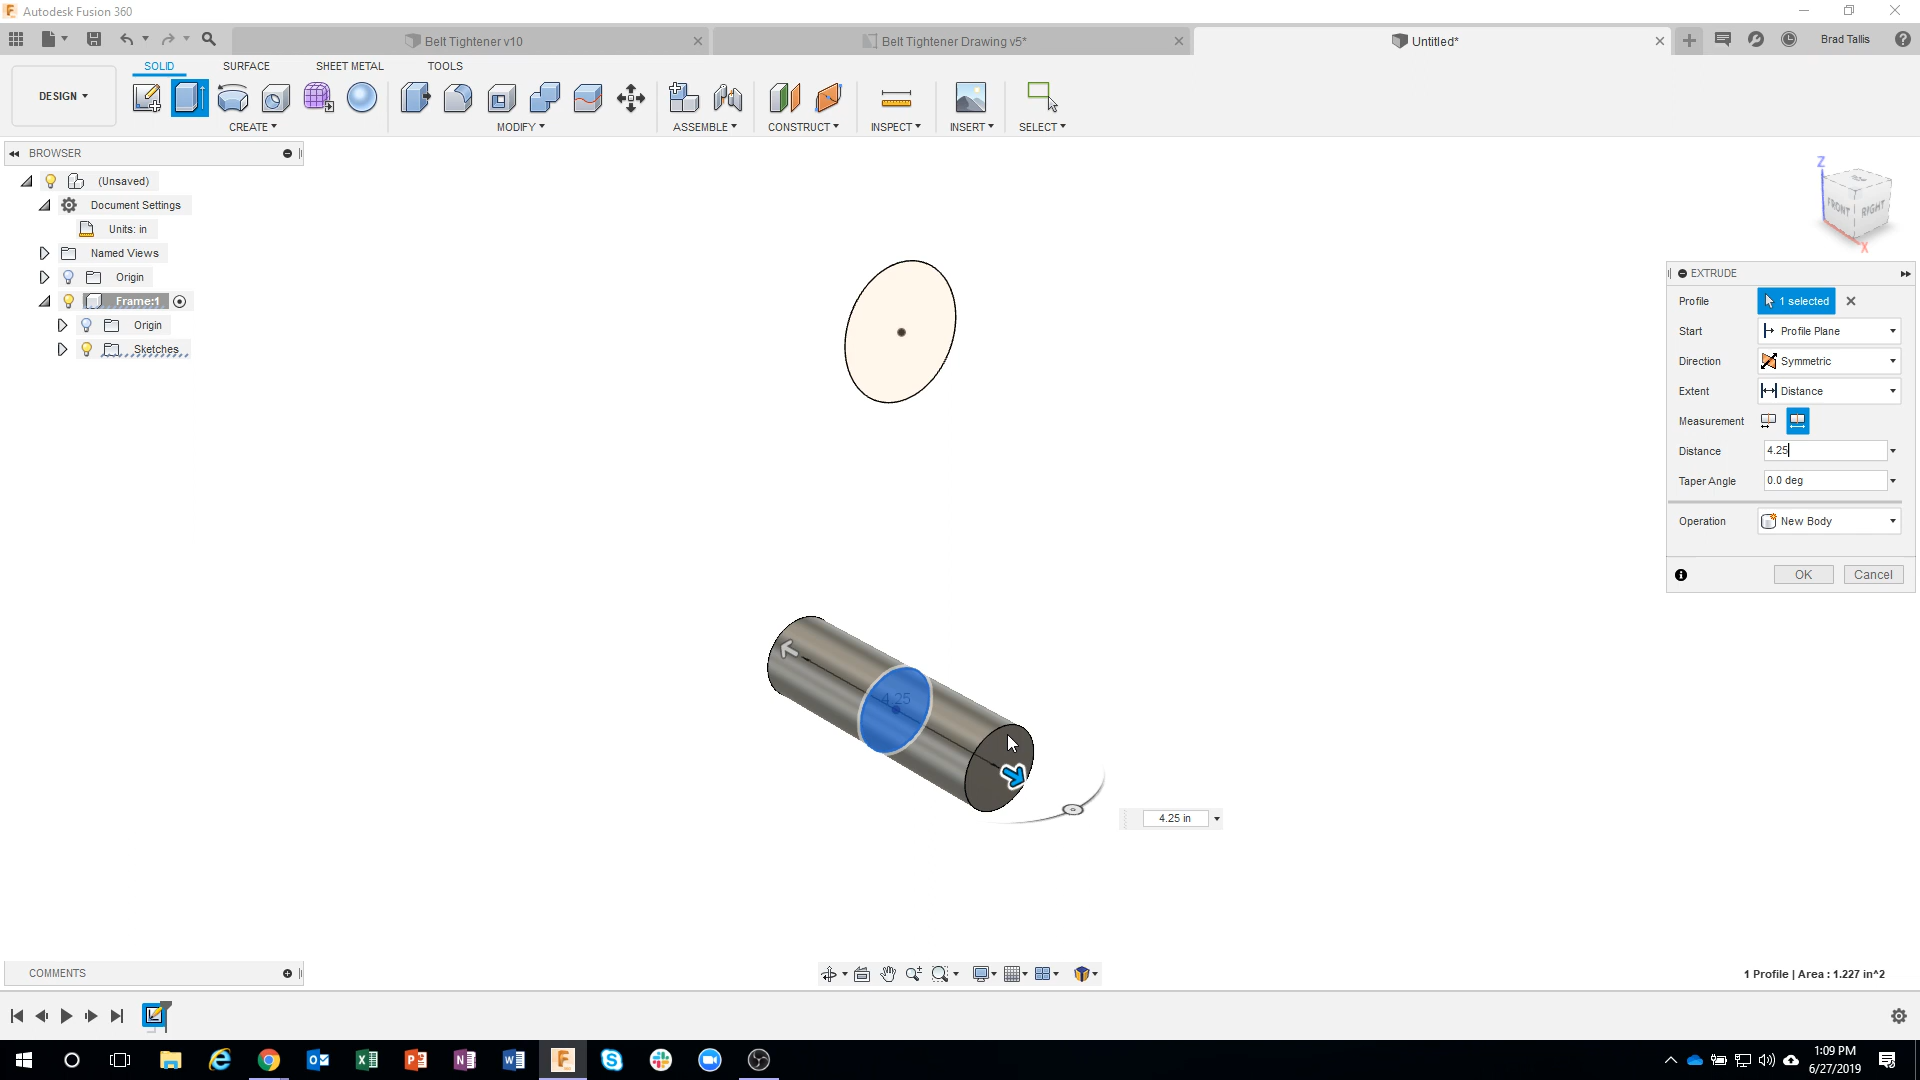 Autodesk Fusion 360
Belt Tightener v10
Belt Tightener Drawing v5*
Untitled*
Brad Tallis
DESIGN
SOLID
SURFACE
SHEET METAL
TOOLS
CREATE
MODIFY
ASSEMBLE
CONSTRUCT
INSPECT
INSERT
SELECT
BROWSER
(Unsaved)
Document Settings
Units: in
Named Views
Origin
Frame:1
Origin
Sketches
Z
FRONT
RIGHT
X
EXTRUDE
Profile
1 selected
Start
Profile Plane
Direction
Symmetric
Extent
Distance
Measurement
Distance
4.25
Taper Angle
0.0 deg
Operation
New Body
OK
Cancel
4.25
4.25 in
COMMENTS
1 Profile | Area : 1.227 in^2
1:09 PM
6/27/2019